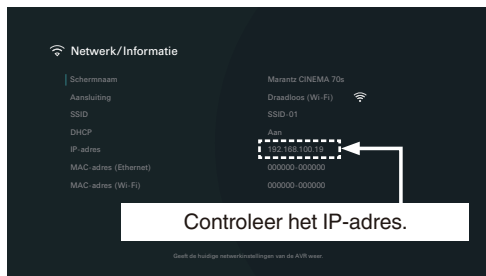 Netwerk/Informatie
Schermnaam Marantz CINEMA 70s
Aansluiting Draadloos (Wi-Fi)
SSID SSID-01
DHCP Aan
IP-adres 192.168.100.19
MAC-adres (Ethernet) 000000-000000
MAC-adres (Wi-Fi) 000000-000000
Controleer het IP-adres.
Geeft de huidige netwerkinstellingen van de AVR weer.